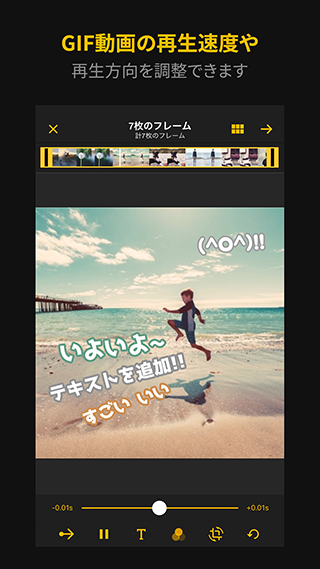 GIF動画の再生速度や
再生方向を調整できます
7枚のフレーム
計7枚のフレーム
(^O^)!!
いよいよ~
テキストを追加!!
すごい いい
-0.01s
+0.01s
T